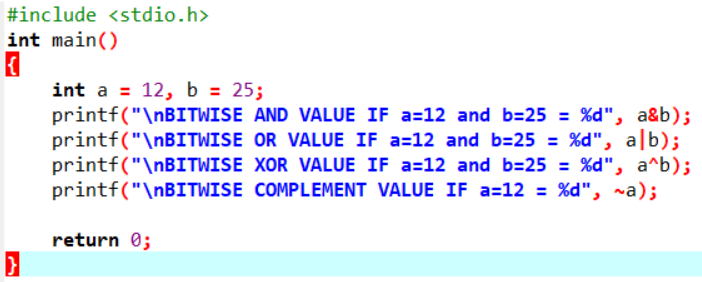 #include <stdio.h>
int main()
{
    int a = 12, b = 25;
    printf("\nBITWISE AND VALUE IF a=12 and b=25 = %d", a&b);
    printf("\nBITWISE OR VALUE IF a=12 and b=25 = %d", a|b);
    printf("\nBITWISE XOR VALUE IF a=12 and b=25 = %d", a^b);
    printf("\nBITWISE COMPLEMENT VALUE IF a=12 = %d", ~a);
    return 0;
}